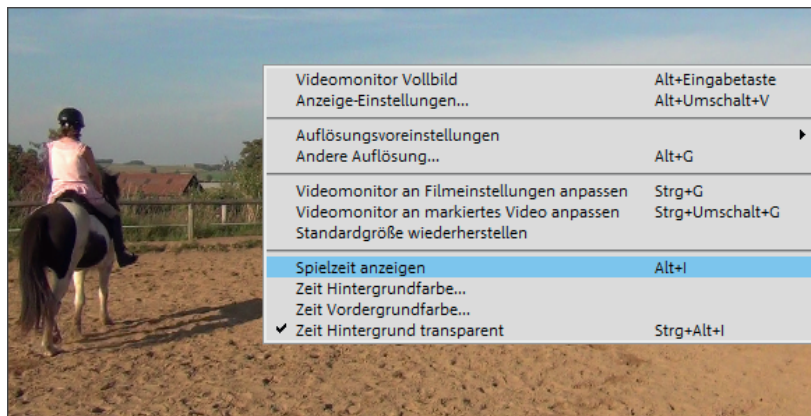 Videomonitor Vollbild Alt+Eingabetaste
Anzeige-Einstellungen... Alt+Umschalt+V
Auflösungsvoreinstellungen
Andere Auflösung... Alt+G
Videomonitor an Filmeinstellungen anpassen Strg+G
Videomonitor an markiertes Video anpassen Strg+Umschalt+G
Standardgröße wiederherstellen
Spielzeit anzeigen Alt+I
Zeit Hintergrundfarbe...
Zeit Vordergrundfarbe...
Zeit Hintergrund transparent Strg+Alt+I